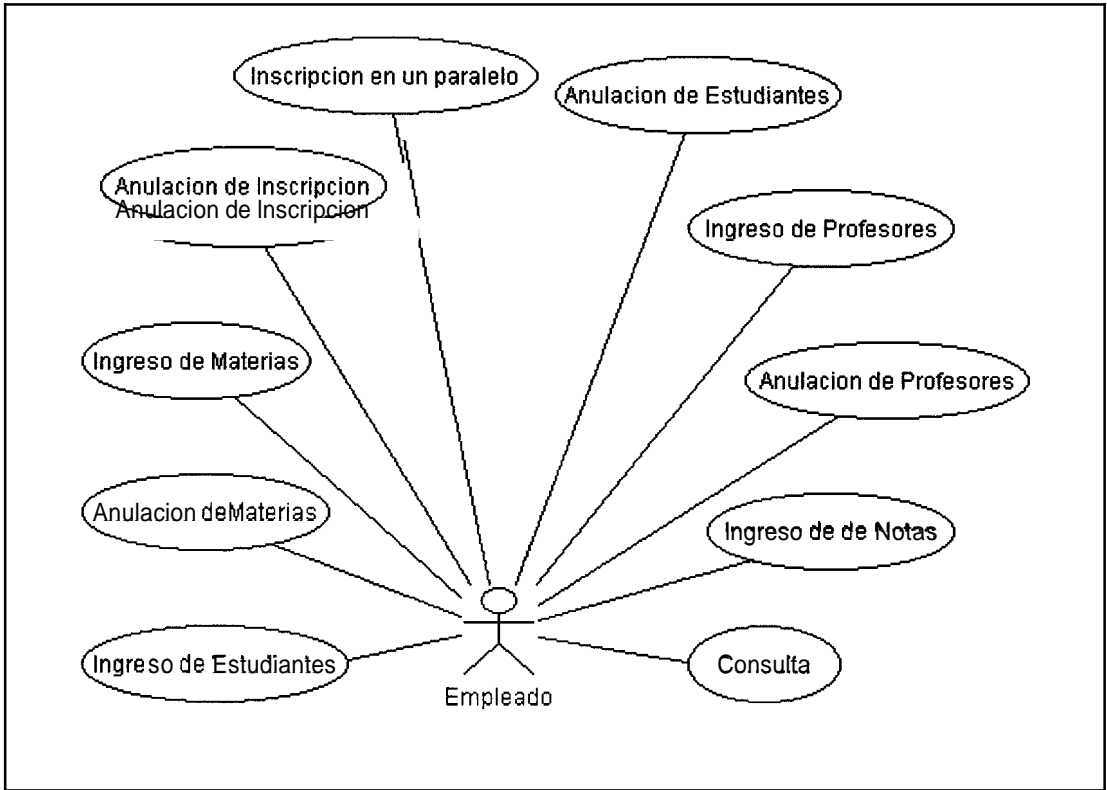 Inscripcion en un paralelo
Anulacion de Estudiantes
Anulacion de Inscripcion
Anulacion de Inscripcion
Ingreso de Profesores
Ingreso de Materias
Anulacion de Profesores
Anulacion deMaterias
Ingreso de de Notas
Ingreso de Estudiantes
Consulta
Empleado